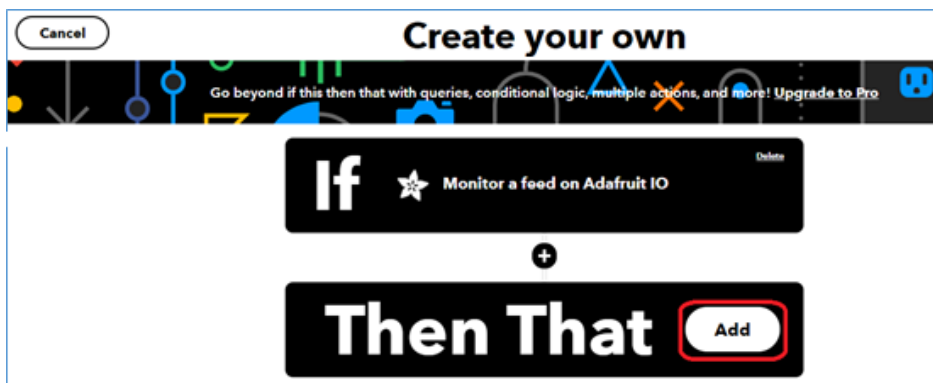 Cancel
Create your own
Go beyond if this then that with queries, conditional logic, multiple actions, and more! Upgrade to Pro
Delete
If Monitor a feed on Adafruit IO
Then That Add